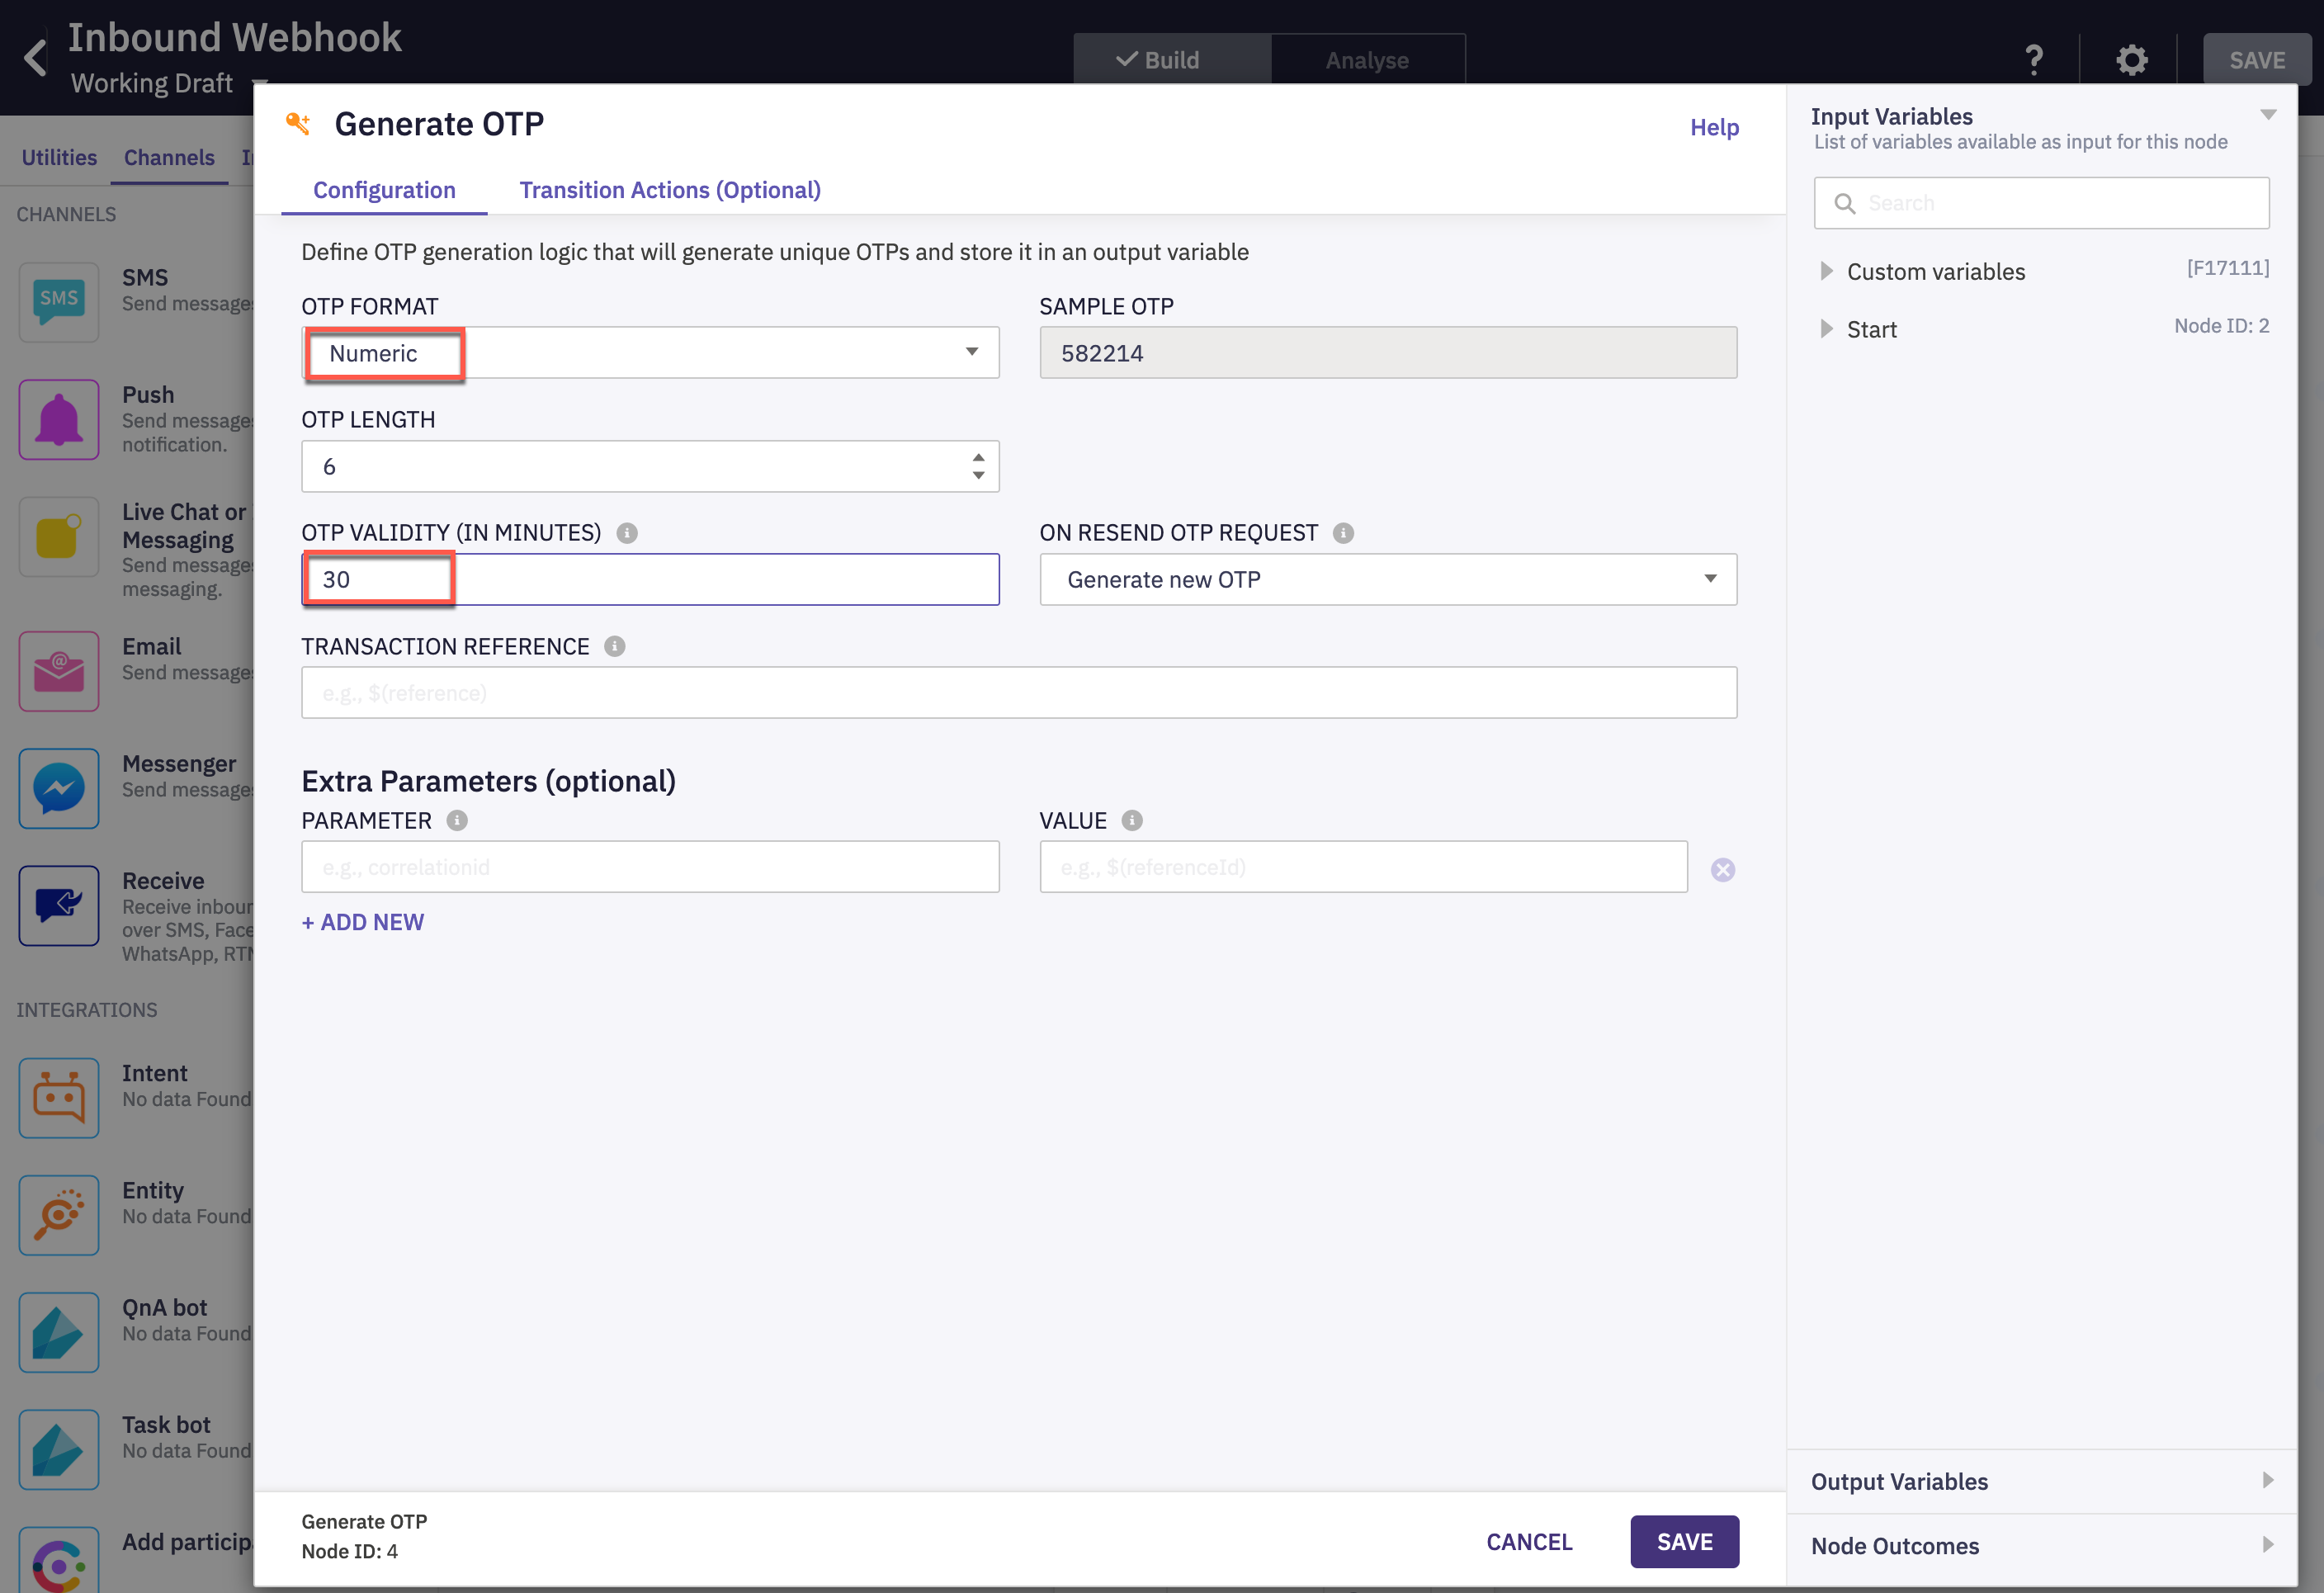 Inbound Webhook
Working Draft
Build
Analyse
?
SAVE
Utilities
Channels
CHANNELS
SMS
SMS
Send message
Push
Send message
notification.
Live Chat or
Messaging
Send message
messaging.
Email
Send message
Messenger
Send message
Receive
Receive inbour
over SMS, Face
WhatsApp, RTM
INTEGRATIONS
Intent
No data Found
Entity
No data Found
QnA bot
No data Found
Task bot
No data Found
Add particip
Generate OTP
Help
Configuration
Transition Actions (Optional)
Define OTP generation logic that will generate unique OTPs and store it in an output variable
OTP FORMAT
SAMPLE OTP
Numeric
582214
OTP LENGTH
6
OTP VALIDITY (IN MINUTES)
ON RESEND OTP REQUEST
30
Generate new OTP
TRANSACTION REFERENCE
e.g., $(reference)
Extra Parameters (optional)
PARAMETER
VALUE
e.g., correlationid
e.g., $(referenceId)
+ ADD NEW
Generate OTP
Node ID: 4
CANCEL
SAVE
Input Variables
List of variables available as input for this node
Search
Custom variables
[F17111]
Start
Node ID: 2
Output Variables
Node Outcomes